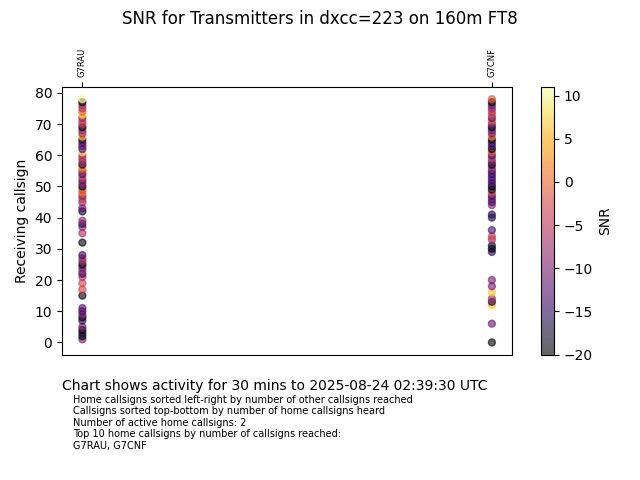 SNR for Transmitters in dxcc=223 on 160m FT8
G7RAU
G7CNF
80
70
60
50
40
30
20
10
0
Receiving callsign
10
5
0
−5
−10
−15
−20
SNR
Chart shows activity for 30 mins to 2025-08-24 02:39:30 UTC
Home callsigns sorted left-right by number of other callsigns reached
Callsigns sorted top-bottom by number of home callsigns heard
Number of active home callsigns: 2
Top 10 home callsigns by number of callsigns reached:
G7RAU, G7CNF